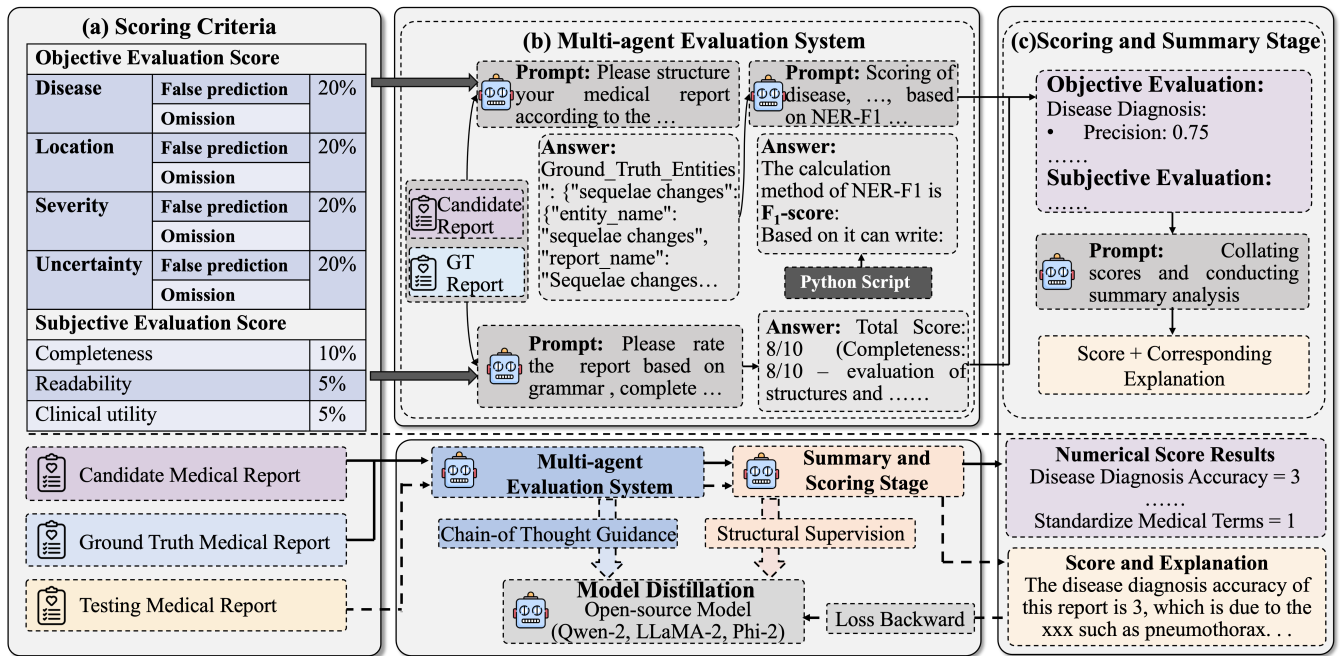 (a) Scoring Criteria
Objective Evaluation Score
Disease
False prediction
20%
Omission
Location
False prediction
20%
Omission
Severity
False prediction
20%
Omission
Uncertainty
False prediction
20%
Omission
Subjective Evaluation Score
Completeness
10%
Readability
5%
Clinical utility
5%
(b) Multi-agent Evaluation System
Prompt: Please structure
your medical report
according to the …
Prompt: Scoring of
disease, …, based
on NER-F1 …
Candidate
Report
GT
Report
Answer:
Ground_Truth_Entities
": {"sequelae changes":
{"entity_name":
"sequelae changes",
"report_name":
"Sequelae changes…
Answer:
The calculation
method of NER-F1 is
F1-score:
Based on it can write:
Python Script
Prompt: Please rate
the report based on
grammar , complete …
Answer: Total Score:
8/10 (Completeness:
8/10 – evaluation of
structures and ……
(c)Scoring and Summary Stage
Objective Evaluation:
Disease Diagnosis:
• Precision: 0.75
……
Subjective Evaluation:
……
Prompt: Collating
scores and conducting
summary analysis
Score + Corresponding
Explanation
Candidate Medical Report
Ground Truth Medical Report
Testing Medical Report
Multi-agent
Evaluation System
Summary and
Scoring Stage
Chain-of Thought Guidance
Structural Supervision
Model Distillation
Open-source Model
(Qwen-2, LLaMA-2, Phi-2)
Loss Backward
Numerical Score Results
Disease Diagnosis Accuracy = 3
……
Standardize Medical Terms = 1
Score and Explanation
The disease diagnosis accuracy of
this report is 3, which is due to the
xxx such as pneumothorax. . .